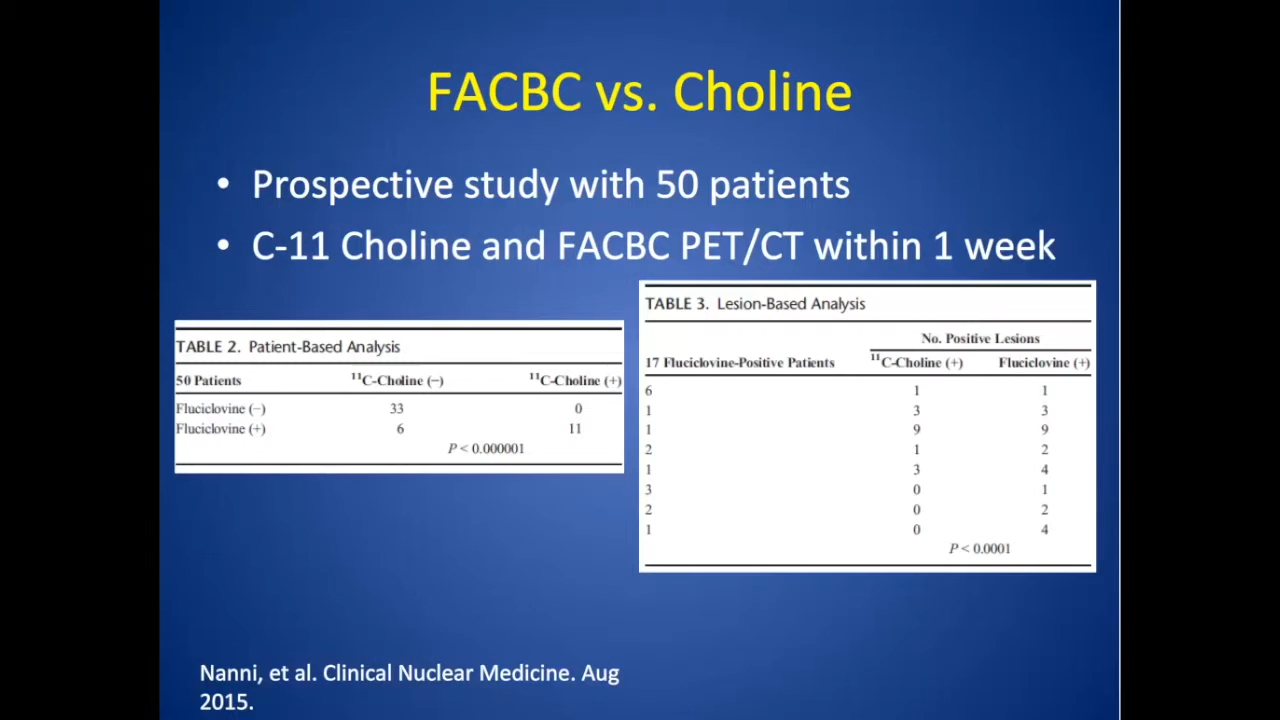 FACBC vs. Choline
• Prospective study with 50 patients
• C-11 Choline and FACBC PET/CT within 1 week
TABLE 2. Patient-Based Analysis
50 Patients 11C-Choline (−) 11C-Choline (+)
Fluciclovine (−) 33 0
Fluciclovine (+) 6 11
P < 0.000001
TABLE 3. Lesion-Based Analysis
No. Positive Lesions
17 Fluciclovine-Positive Patients 11C-Choline (+) Fluciclovine (+)
6 1 1
1 3 3
1 9 9
2 1 2
1 3 4
3 0 1
2 0 2
1 0 4
P < 0.0001
Nanni, et al. Clinical Nuclear Medicine. Aug
2015.